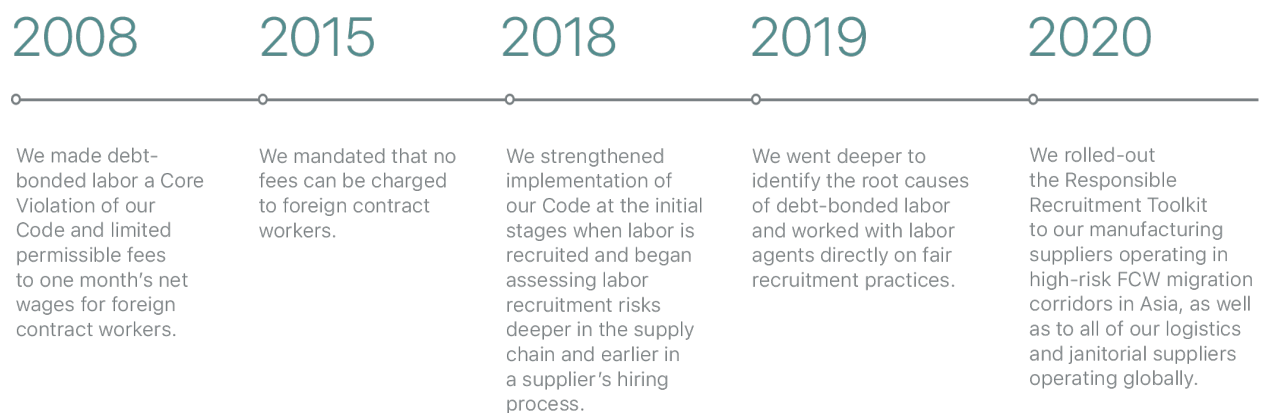 2008
We made debt-
bonded labor a Core
Violation of our
Code and limited
permissible fees
to one month's net
wages for foreign
contract workers.
2015
We mandated that no
fees can be charged
to foreign contract
workers.
2018
We strengthened
implementation of
our Code at the initial
stages when labor is
recruited and began
assessing labor
recruitment risks
deeper in the supply
chain and earlier in
a supplier's hiring
process.
2019
We went deeper to
identify the root causes
of debt-bonded labor
and worked with labor
agents directly on fair
recruitment practices.
2020
We rolled-out
the Responsible
Recruitment Toolkit
to our manufacturing
suppliers operating in
high-risk FCW migration
corridors in Asia, as well
as to all of our logistics
and janitorial suppliers
operating globally.